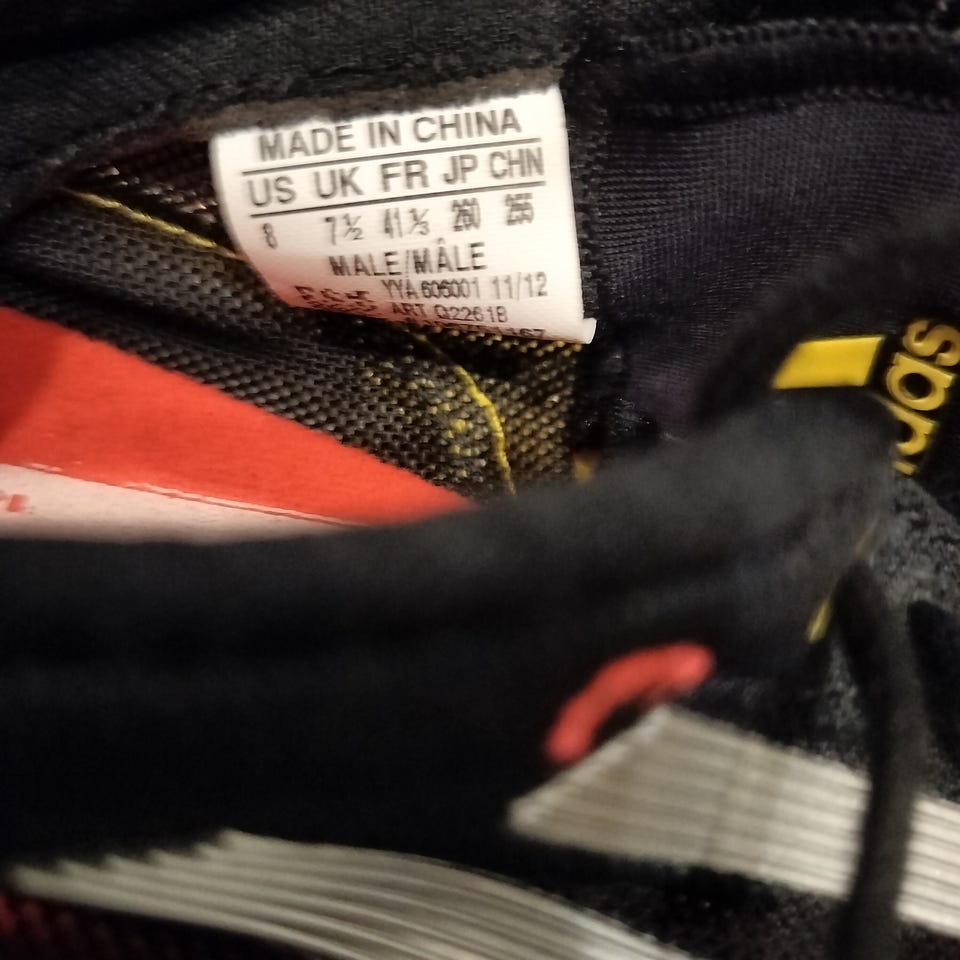 MADE IN CHINA
US UK FR JP CHN
8 7½ 41⅓ 260 255
MALE/MÂLE
YYA 606001 11/12
ART Q22618
das